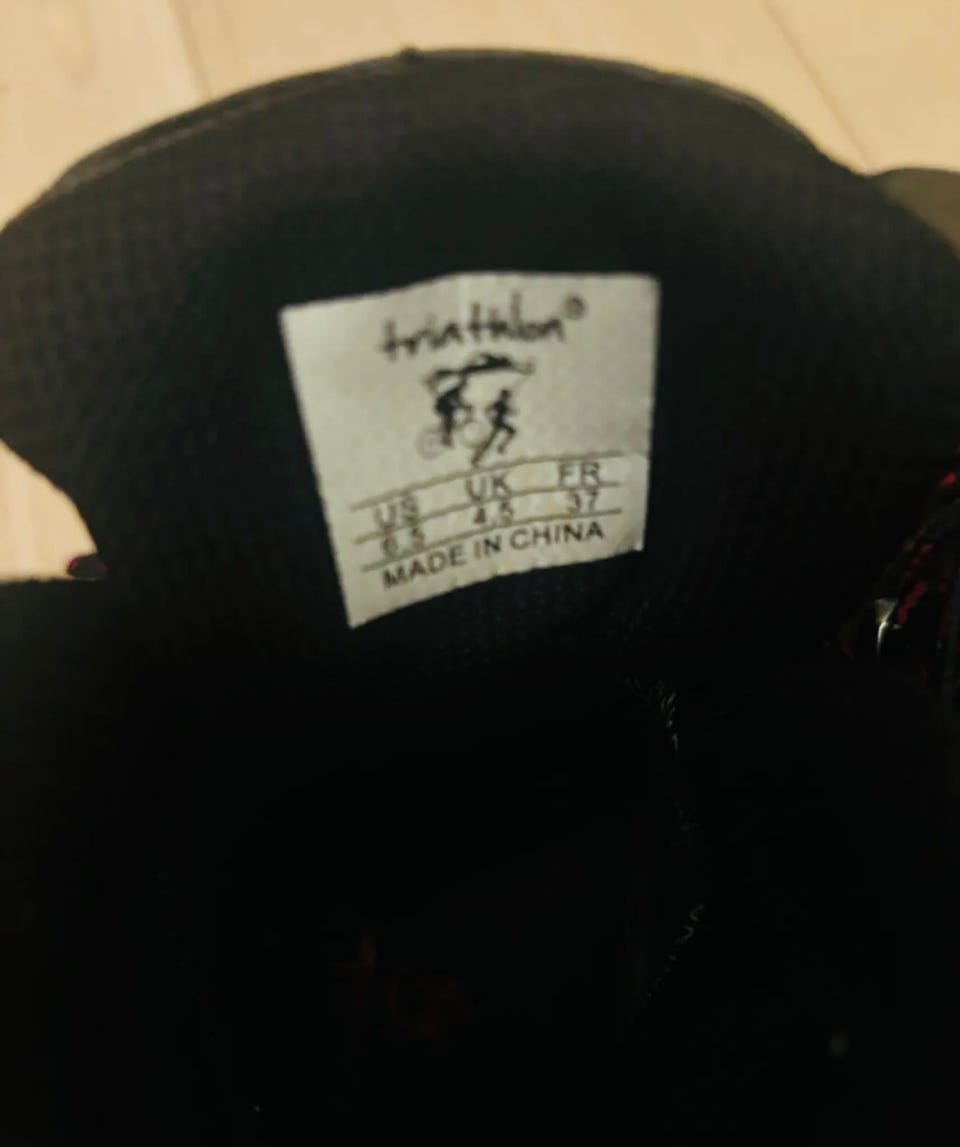 triathlon®
US UK FR
6.5 4.5 37
MADE IN CHINA